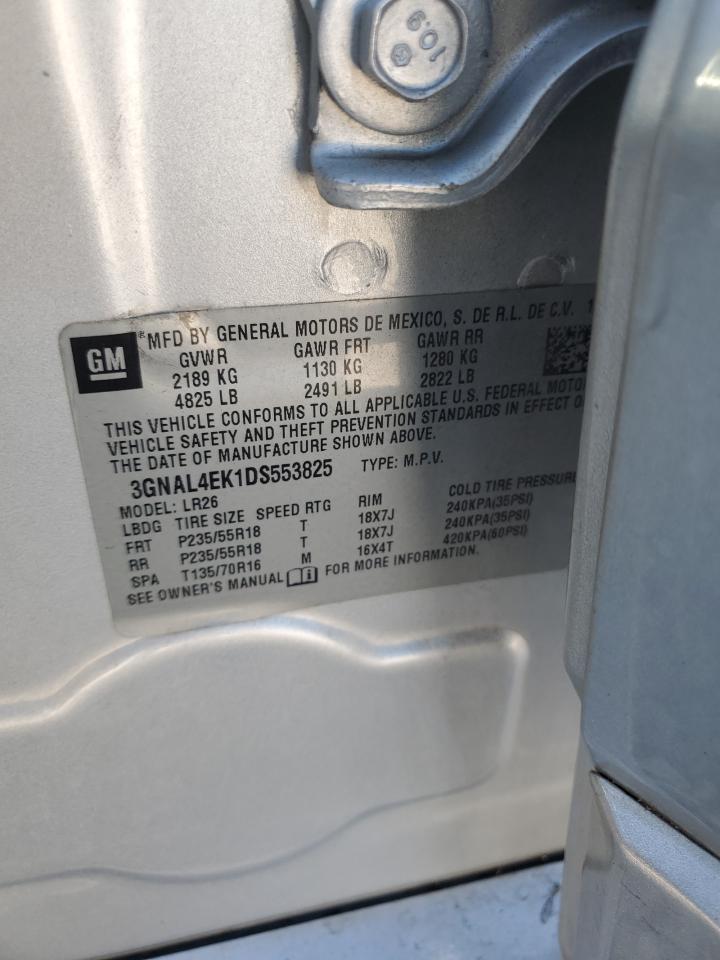 10.9
GM
*MFD BY GENERAL MOTORS DE MEXICO, S. DE R.L. DE C.V.
GVWR GAWR FRT GAWR RR
2189 KG 1130 KG 1280 KG
4825 LB 2491 LB 2822 LB
THIS VEHICLE CONFORMS TO ALL APPLICABLE U.S. FEDERAL
VEHICLE SAFETY AND THEFT PREVENTION STANDARDS IN EFFECT
THE DATE OF MANUFACTURE SHOWN ABOVE.
3GNAL4EK1DS553825 TYPE: M.P.V.
MODEL: LR26
LBDG TIRE SIZE SPEED RTG RIM COLD TIRE PRESSURE
FRT P235/55R18 T 18X7J 240KPA(35PSI)
RR P235/55R18 T 18X7J 240KPA(35PSI)
SPA T135/70R16 M 16X4T 420KPA(60PSI)
SEE OWNER'S MANUAL FOR MORE INFORMATION.